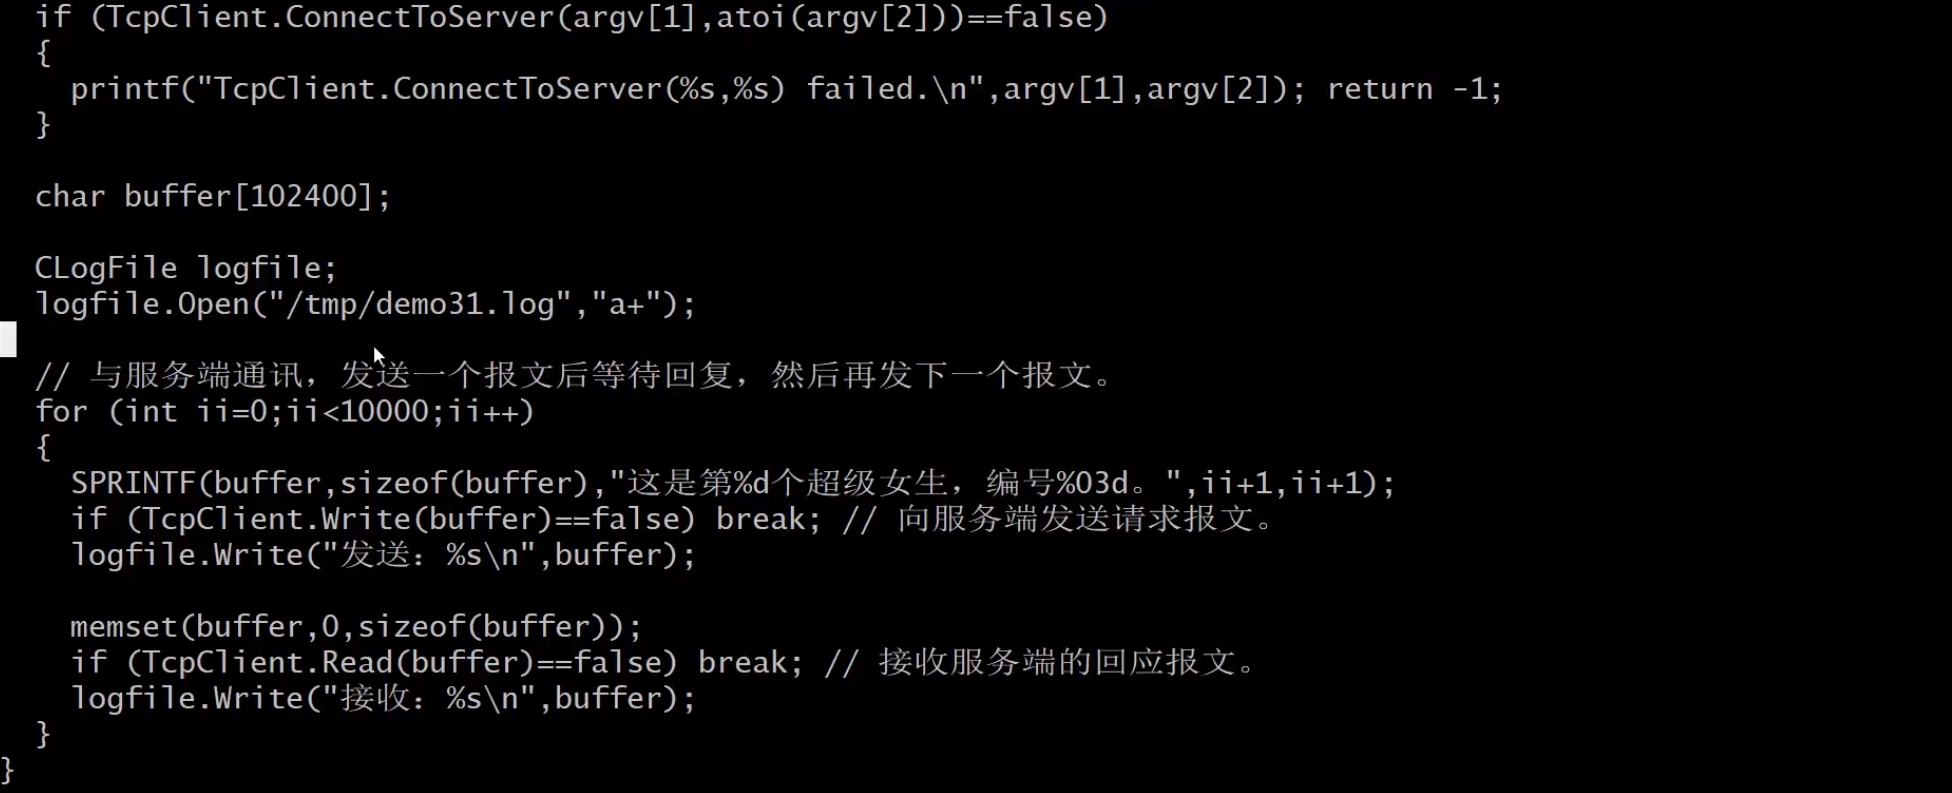 if (TcpClient.ConnectToServer(argv[1],atoi(argv[2]))==false)
{
printf("TcpClient.ConnectToServer(%s,%s) failed.\n",argv[1],argv[2]); return -1;
}
char buffer[102400];
CLogFile logfile;
logfile.Open("/tmp/demo31.log","a+");
// 与服务端通讯，发送一个报文后等待回复，然后再发下一个报文。
for (int ii=0;ii<10000;ii++)
{
SPRINTF(buffer,sizeof(buffer),"这是第%d个超级女生，编号%03d。",ii+1,ii+1);
if (TcpClient.Write(buffer)==false) break; // 向服务端发送请求报文。
logfile.Write("发送：%s\n",buffer);
memset(buffer,0,sizeof(buffer));
if (TcpClient.Read(buffer)==false) break; // 接收服务端的回应报文。
logfile.Write("接收：%s\n",buffer);
}
}